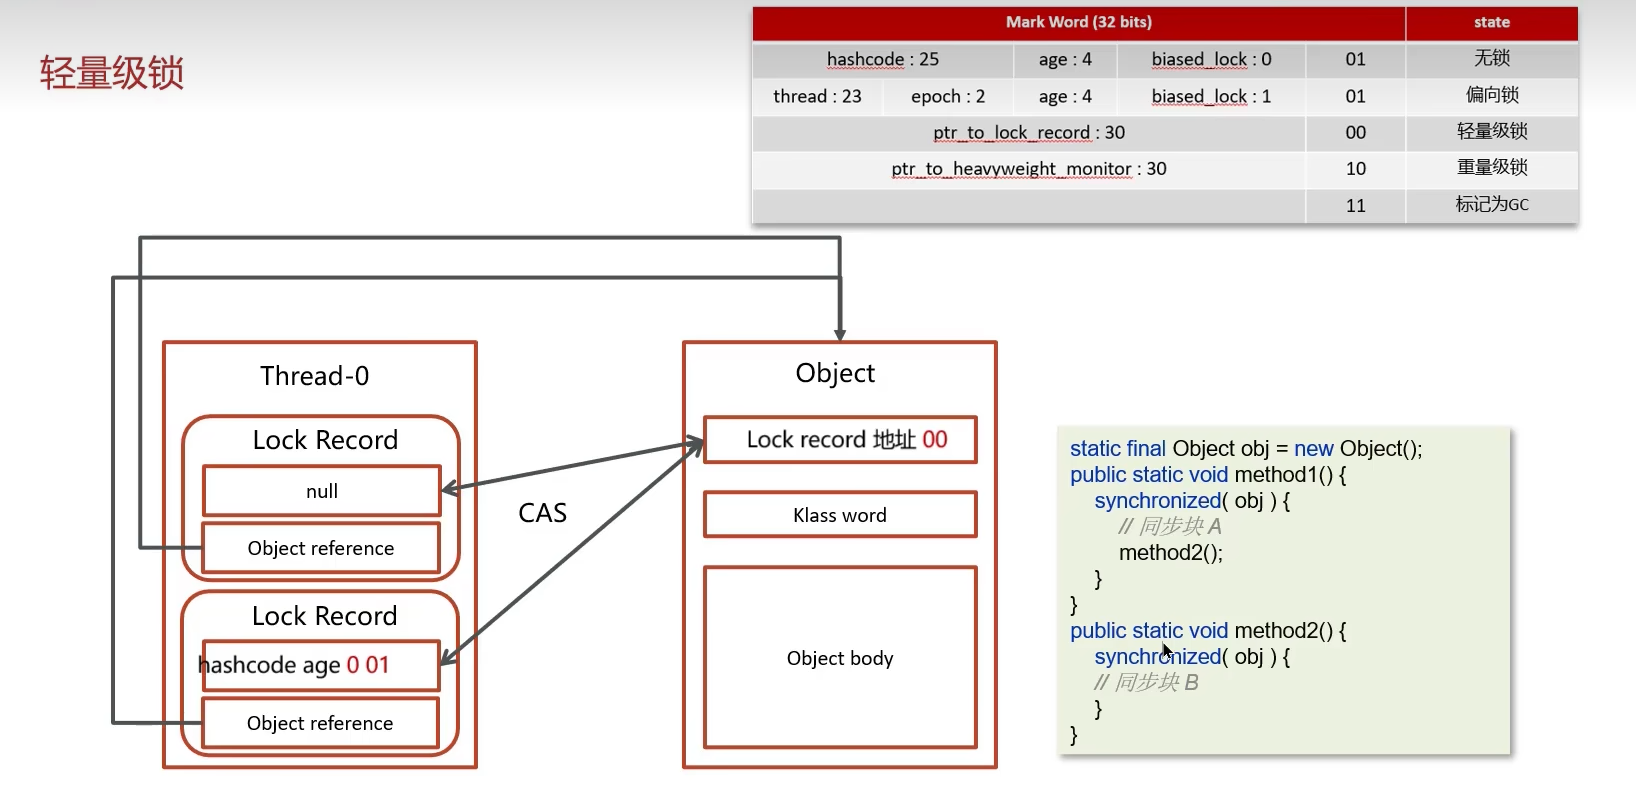 轻量级锁
Mark Word (32 bits) state
hashcode : 25 age : 4 biased_lock : 0 01 无锁
thread : 23 epoch : 2 age : 4 biased_lock : 1 01 偏向锁
ptr_to_lock_record : 30 00 轻量级锁
ptr_to_heavyweight_monitor : 30 10 重量级锁
11 标记为GC
Thread-0
Lock Record
null
Object reference
Lock Record
hashcode age 0 01
Object reference
CAS
Object
Lock record 地址 00
Klass word
Object body
static final Object obj = new Object();
public static void method1() {
synchronized( obj ) {
// 同步块 A
method2();
}
}
public static void method2() {
synchronized( obj ) {
// 同步块 B
}
}